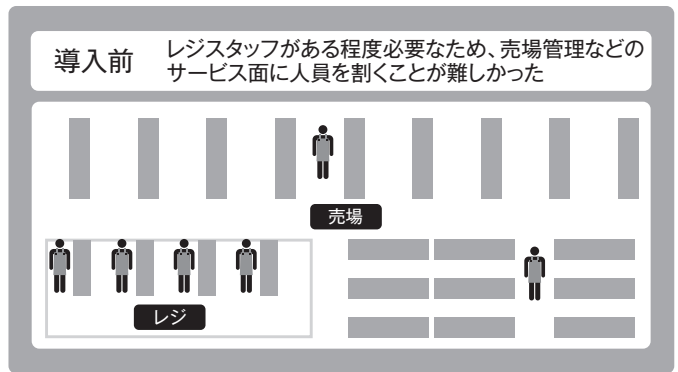 導入前
レジスタッフがある程度必要なため、売場管理などの
サービス面に人員を割くことが難しかった
売場
レジ